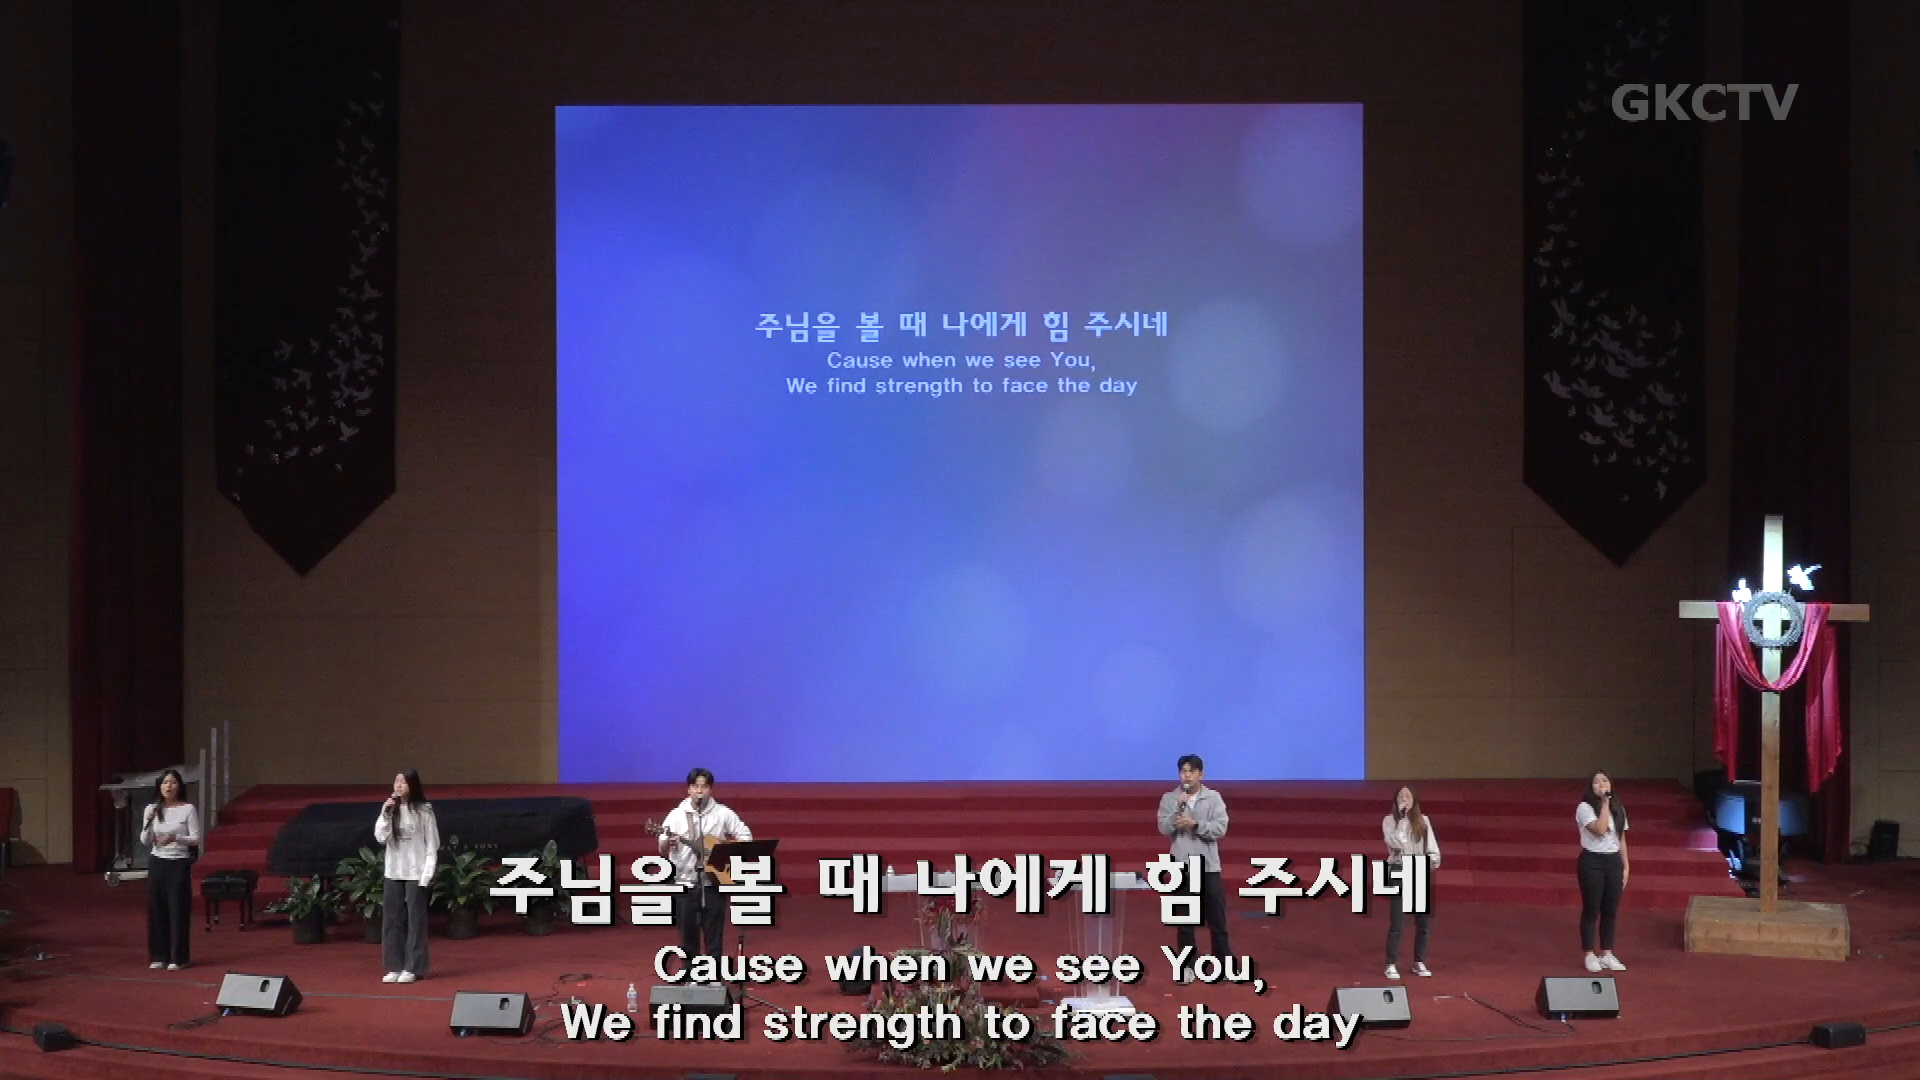 GKCTV
주님을 볼 때 나에게 힘 주시네
Cause when we see You,
We find strength to face the day
주님을 볼 때 나에게 힘 주시네
Cause when we see You,
We find strength to face the day